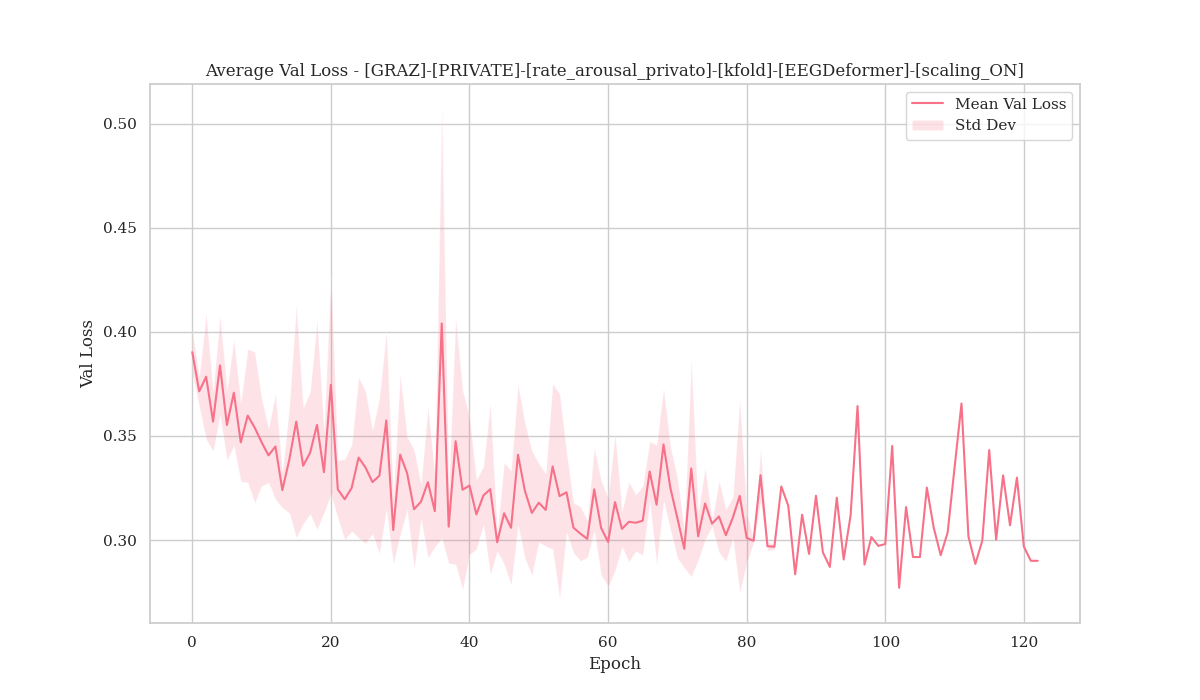 Average Val Loss - [GRAZ]-[PRIVATE]-[rate_arousal_privato]-[kfold]-[EEGDeformer]-[scaling_ON]
Mean Val Loss
Std Dev
0.50
0.45
0.40
0.35
0.30
Val Loss
0 20 40 60 80 100 120
Epoch